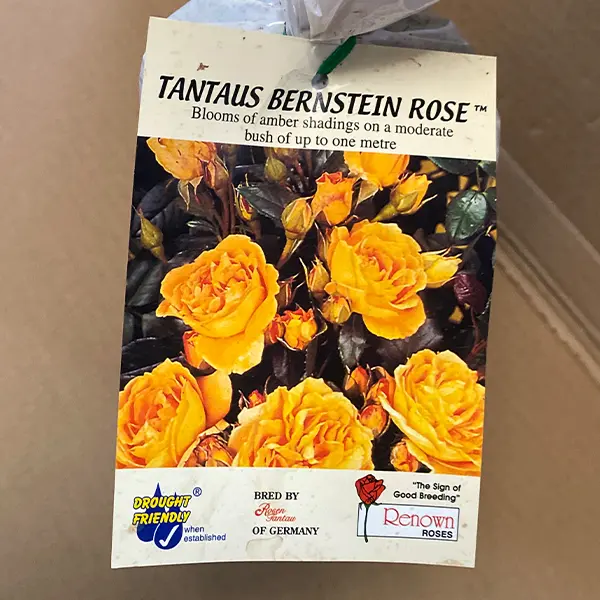 TANTAUS BERNSTEIN ROSE™
Blooms of amber shadings on a moderate
bush of up to one metre
DROUGHT ®
FRIENDLY
when
established
BRED BY
Rosen
Tantau
OF GERMANY
"The Sign of
Good Breeding"
Renown
ROSES